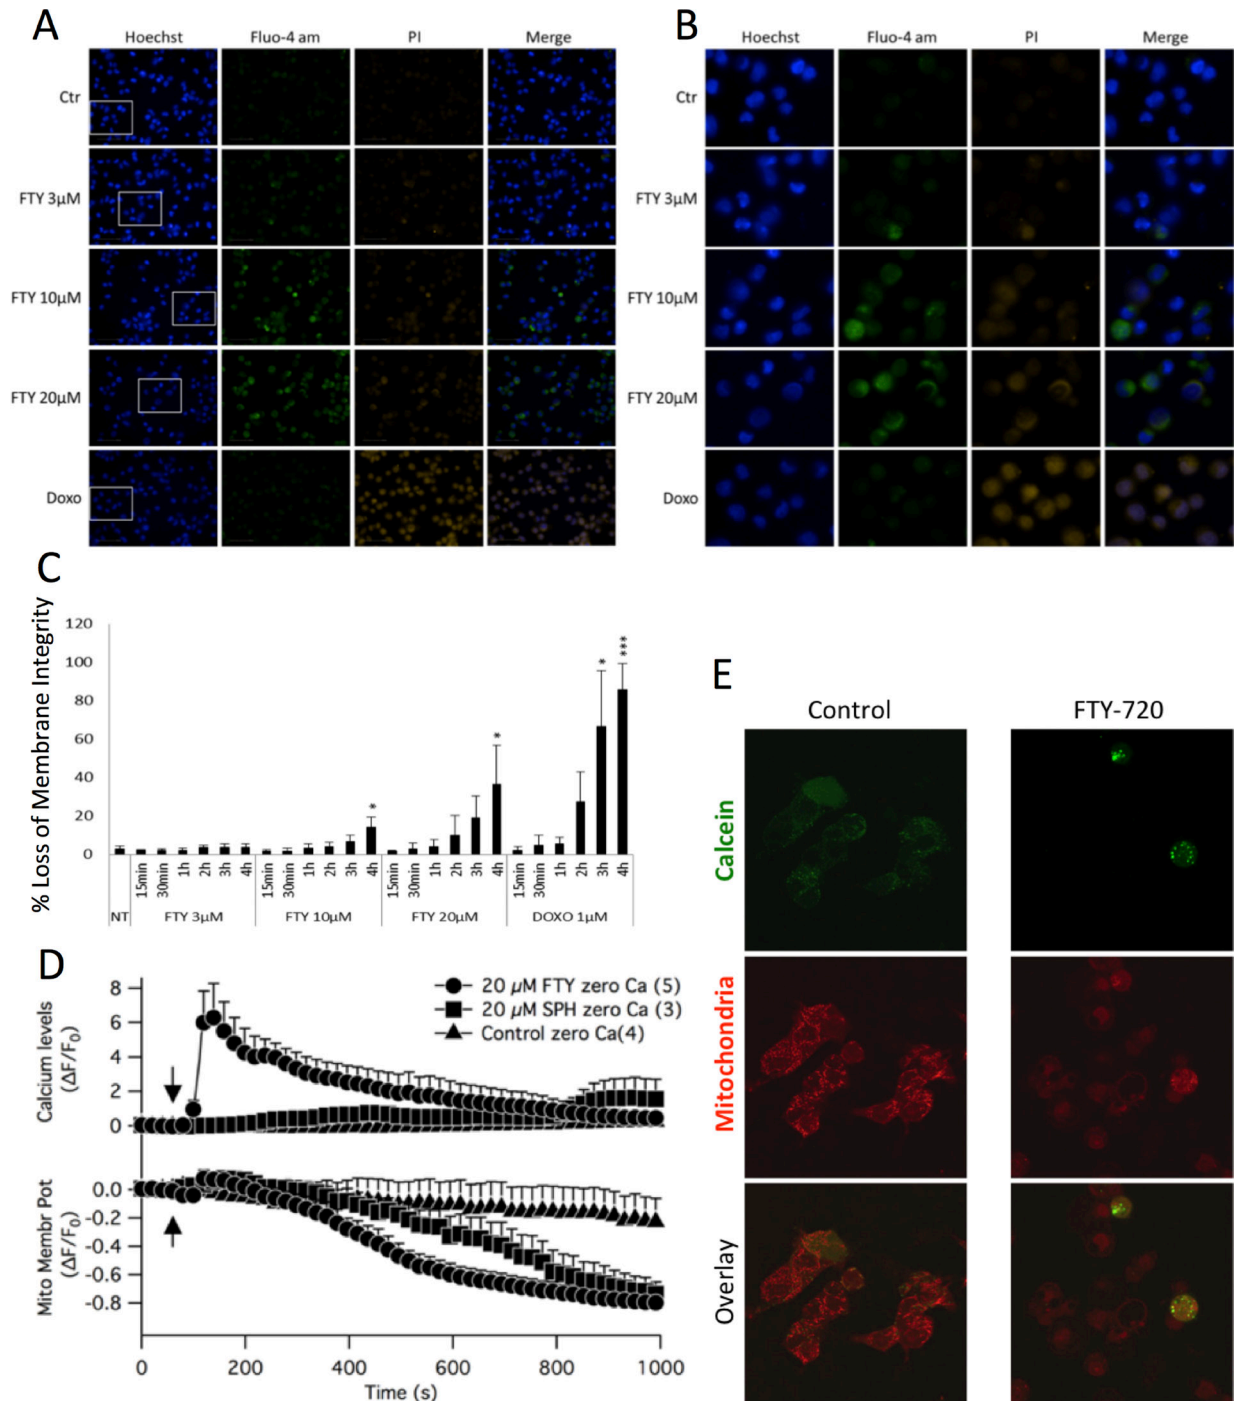 A
Hoechst Fluo-4 am PI Merge
Ctr
FTY 3μM
FTY 10μM
FTY 20μM
Doxo
B
Hoechst Fluo-4 am PI Merge
Ctr
FTY 3μM
FTY 10μM
FTY 20μM
Doxo
C
% Loss of Membrane Integrity
120
100
80
60
40
20
0
* * * ***
15min 30min 1h 2h 3h 4h 15min 30min 1h 2h 3h 4h 15min 30min 1h 2h 3h 4h 15min 30min 1h 2h 3h 4h
NT FTY 3μM FTY 10μM FTY 20μM DOXO 1μM
D
Calcium levels
(ΔF/F0)
8
6
4
2
0
20 μM FTY zero Ca (5)
20 μM SPH zero Ca (3)
Control zero Ca(4)
Mito Membr Pot
(ΔF/F0)
0.0
-0.2
-0.4
-0.6
-0.8
0 200 400 600 800 1000
Time (s)
E
Control FTY-720
Calcein
Mitochondria
Overlay